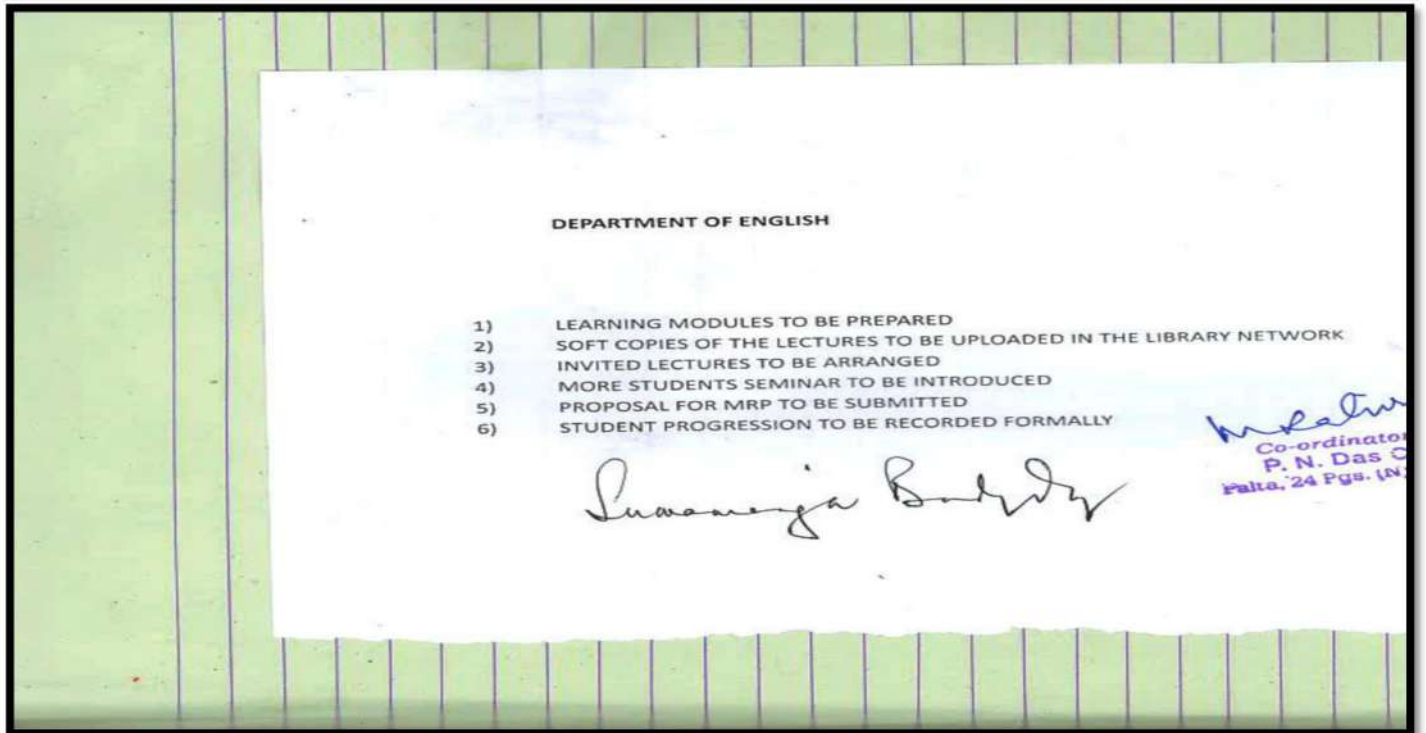 DEPARTMENT OF ENGLISH
1) LEARNING MODULES TO BE PREPARED
2) SOFT COPIES OF THE LECTURES TO BE UPLOADED IN THE LIBRARY NETWORK
3) INVITED LECTURES TO BE ARRANGED
4) MORE STUDENTS SEMINAR TO BE INTRODUCED
5) PROPOSAL FOR MRP TO BE SUBMITTED
6) STUDENT PROGRESSION TO BE RECORDED FORMALLY
Co-ordinator
P. N. Das C
Palta, 24 Pgs. (N)